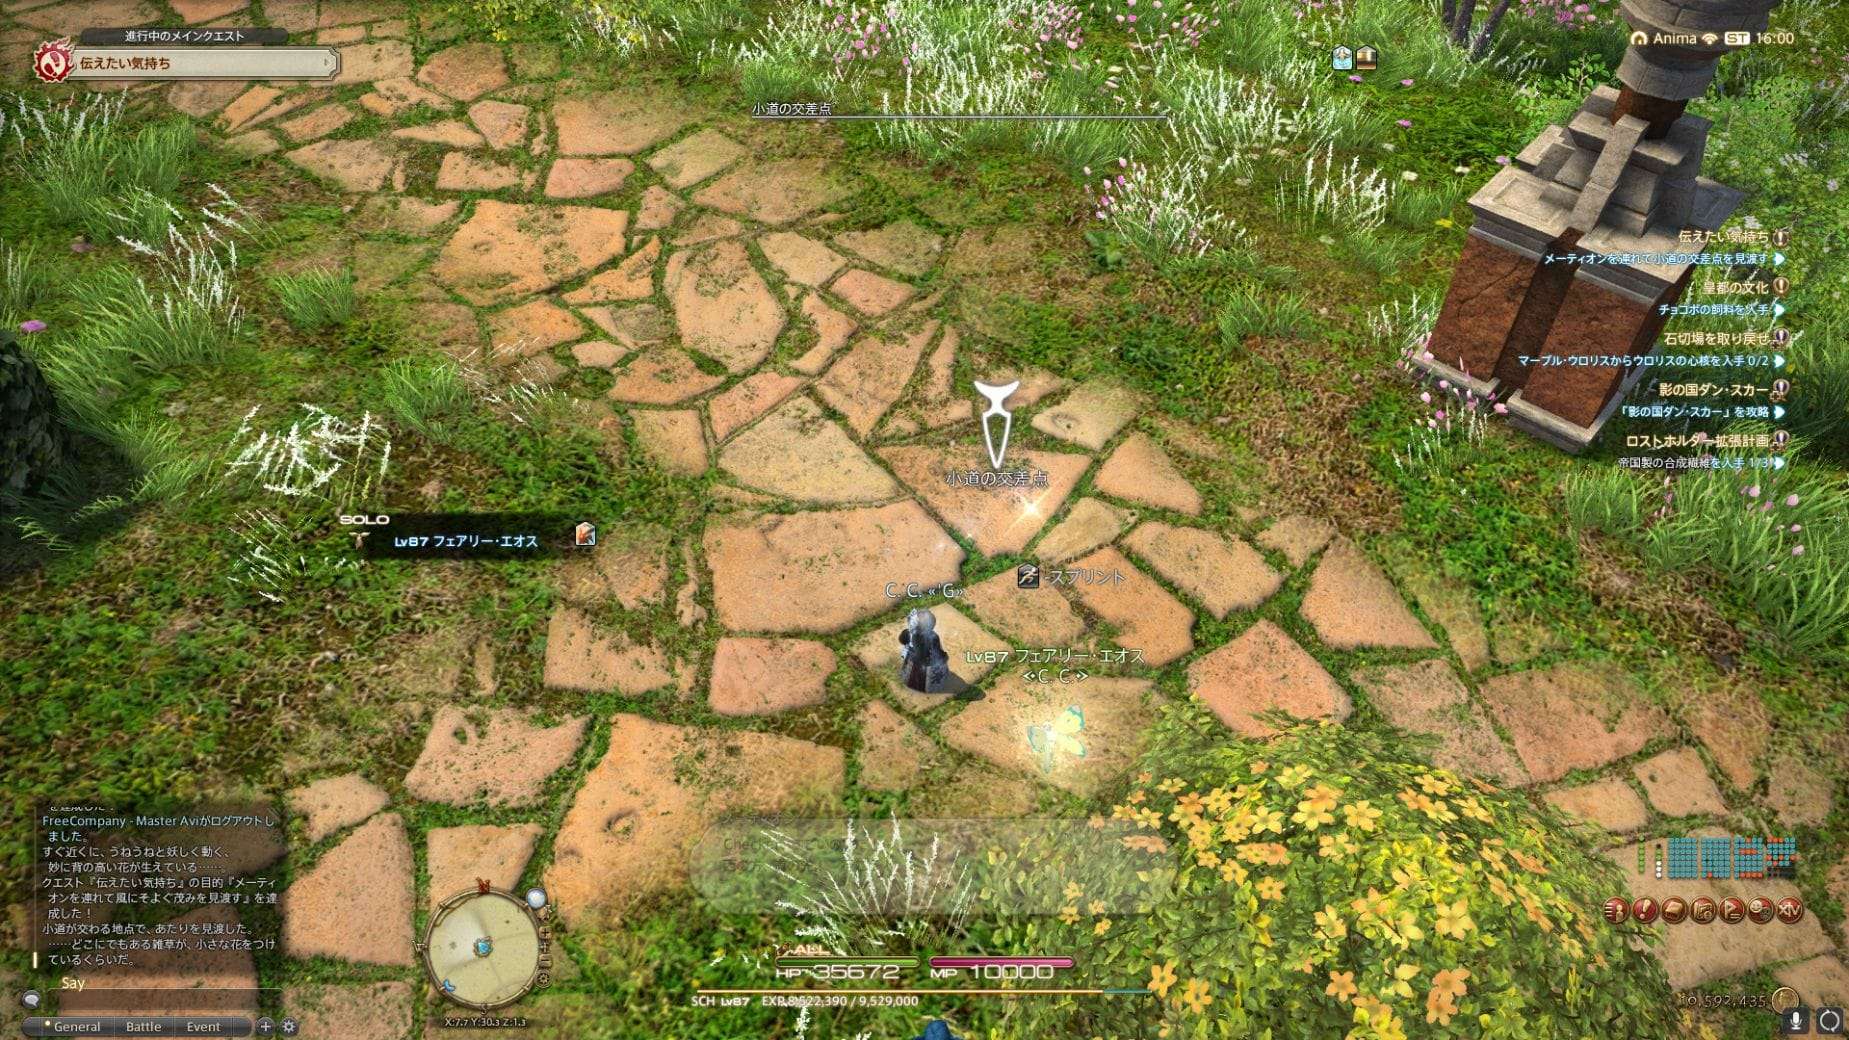 進行中のメインクエスト
伝えたい気持ち
Anima ST 16:00
小道の交差点
伝えたい気持ち
メーティオンを連れて小道の交差点を見渡す
皇都の文化
チョコボの飼料を入手
石切場を取り戻せ
マーブル・ウロリスからウロリスの心核を入手 0/2
影の国ダン・スカー
「影の国ダン・スカー」を攻略
ロストホルダー拡張計画
帝国製の合成繊維を入手 1/3
小道の交差点
SOLO
Lv87 フェアリー・エオス
-スプリント
C. C. «'G»
Lv87 フェアリー・エオス
«C. C.»
FreeCompany - Master Aviがログアウトし
ました。
すぐ近くに、うねうねと妖しく動く、
妙に背の高い花が生えている……
クエスト『伝えたい気持ち』の目的『メーティ
オンを連れて風にそよぐ茂みを見渡す』を達
成した！
小道が交わる地点で、あたりを見渡した。
……どこにでもある雑草が、小さな花をつけ
ているくらいだ。
Say
General Battle Event
X:7.7 Y:30.3 Z:1.3
HP 35672 MP 10000
SCH Lv87 EXP 8,522,390 / 9,529,000
XIV